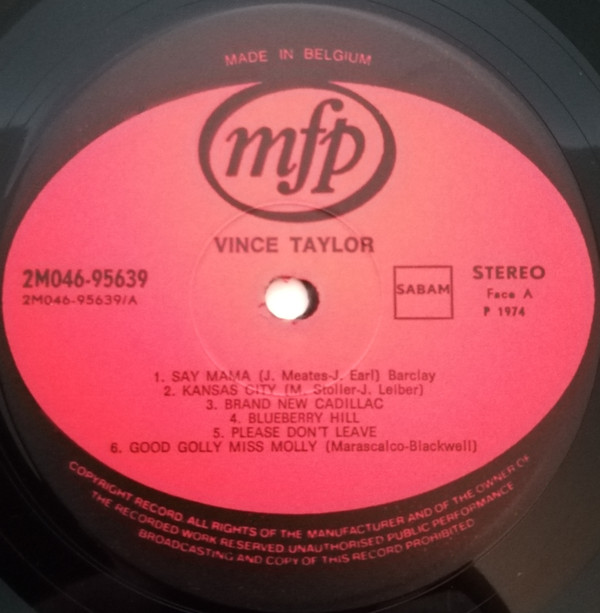 MADE IN BELGIUM
mfp
VINCE TAYLOR
2M046-95639
2M046-95639/A
SABAM
STEREO
Face A
P 1974
1. SAY MAMA (J. Meates-J. Earl) Barclay
2. KANSAS CITY (M. Stoller-J. Leiber)
3. BRAND NEW CADILLAC
4. BLUEBERRY HILL
5. PLEASE DON'T LEAVE
6. GOOD GOLLY MISS MOLLY (Marascalco-Blackwell)
COPYRIGHT RECORD. ALL RIGHTS OF THE MANUFACTURER AND OF THE OWNER OF
THE RECORDED WORK RESERVED UNAUTHORISED PUBLIC PERFORMANCE
BROADCASTING AND COPY OF THIS RECORD PROHIBITED